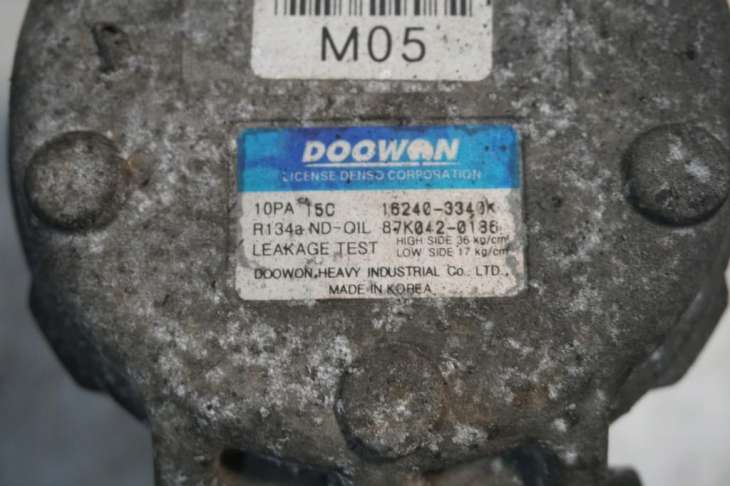 M05
DOOWON
LICENSE DENSO CORPORATION
10PA 15C 16240-3340K
R134a ND-OIL 87K042-0186
LEAKAGE TEST HIGH SIDE 36 kg/cm²
LOW SIDE 17 kg/cm²
DOOWON HEAVY INDUSTRIAL Co., LTD.,
MADE IN KOREA